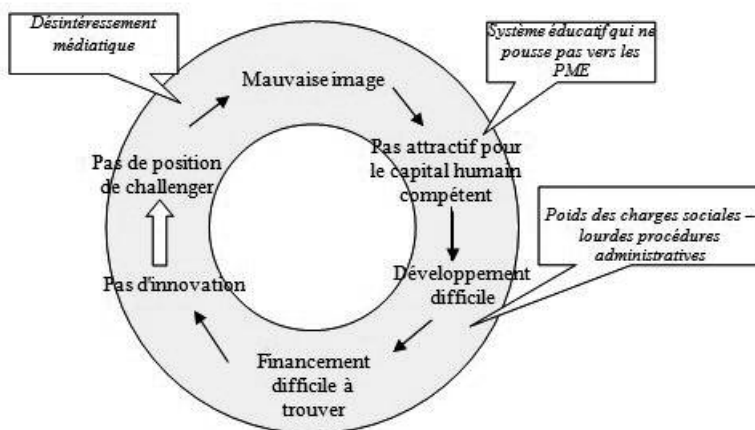 Désintéressement
médiatique
Système éducatif qui ne
pousse pas vers les
PME
Mauvaise image
Pas attractif pour
le capital humain
compétent
Poids des charges sociales –
lourdes procédures
administratives
Développement
difficile
Financement
difficile à
trouver
Pas d'innovation
Pas de position
de challenger